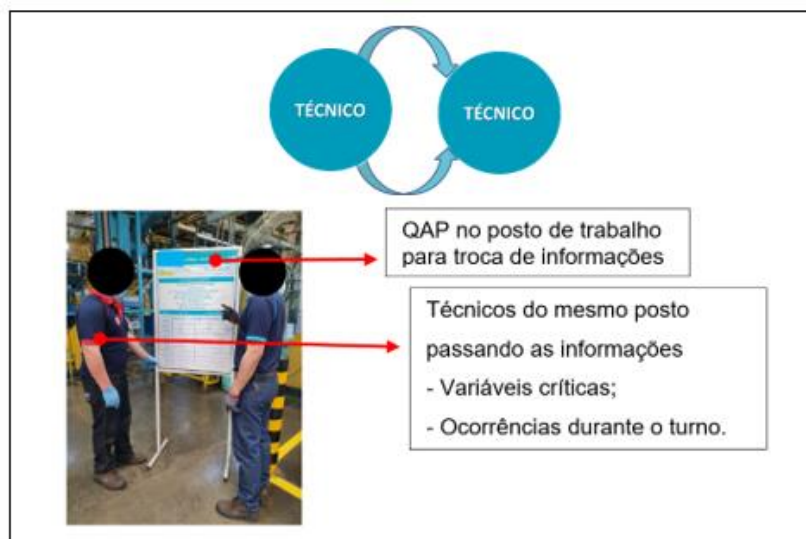 TÉCNICO
TÉCNICO
QAP no posto de trabalho
para troca de informações
Técnicos do mesmo posto
passando as informações
- Variáveis críticas;
- Ocorrências durante o turno.